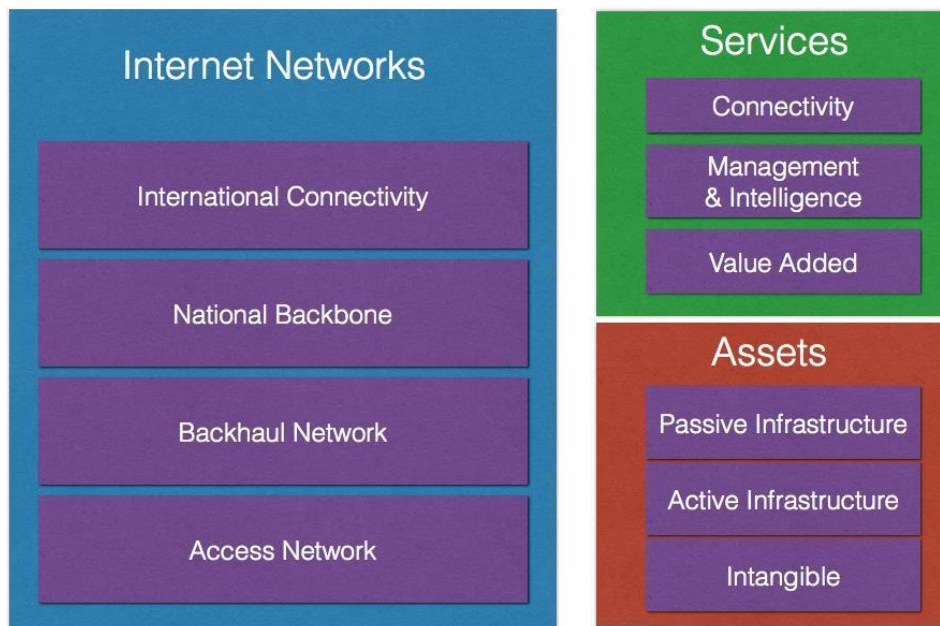 Internet Networks
International Connectivity
National Backbone
Backhaul Network
Access Network
Services
Connectivity
Management
& Intelligence
Value Added
Assets
Passive Infrastructure
Active Infrastructure
Intangible